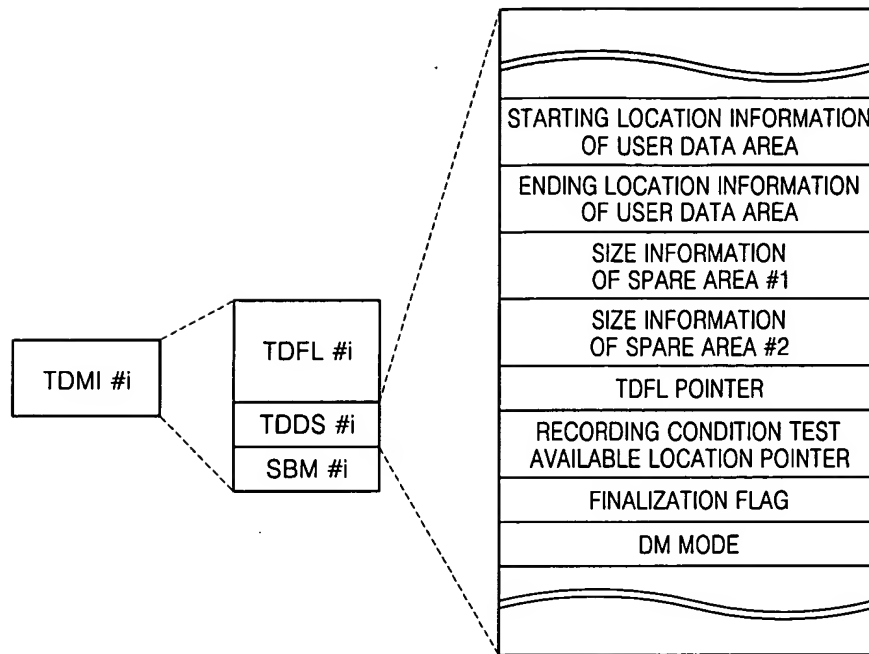 TDMI #i
TDFL #i
TDDS #i
SBM #i
STARTING LOCATION INFORMATION
OF USER DATA AREA
ENDING LOCATION INFORMATION
OF USER DATA AREA
SIZE INFORMATION
OF SPARE AREA #1
SIZE INFORMATION
OF SPARE AREA #2
TDFL POINTER
RECORDING CONDITION TEST
AVAILABLE LOCATION POINTER
FINALIZATION FLAG
DM MODE